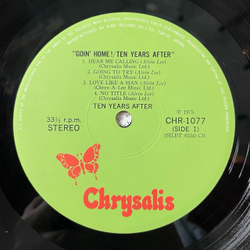 "GOIN' HOME! / TEN YEARS AFTER"
1. HEAR ME CALLING (Alvin Lee)
(Chrysalis Music Ltd.)
2. GOING TO TRY (Alvin Lee)
(Chrysalis Music Ltd.)
3. LOVE LIKE A MAN (Alvin Lee)
(Chrys-A-Lee Music Ltd.)
4. NO TITLE (Alvin Lee)
(Chrysalis Music Ltd.)
TEN YEARS AFTER
33⅓ r.p.m.
STEREO
P 1975
CHR-1077
(SIDE 1)
Chrysalis